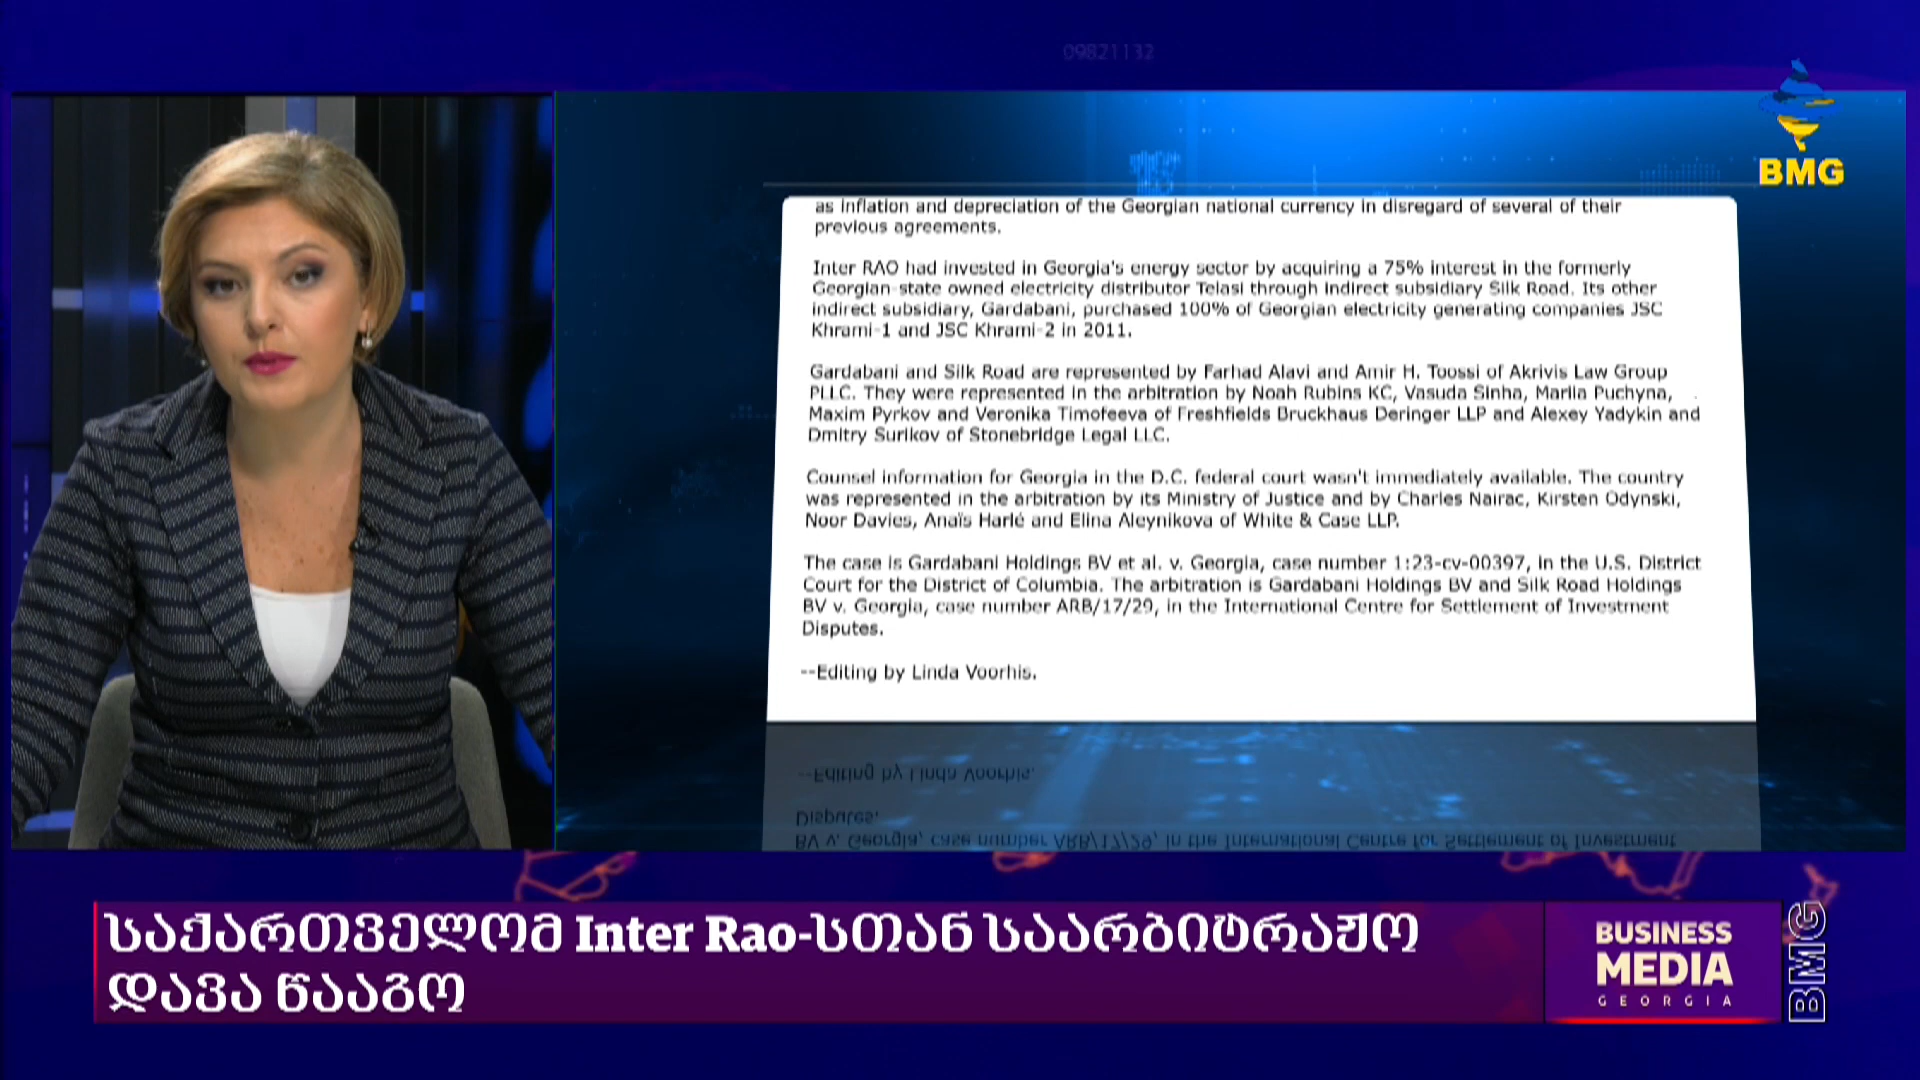 09821132
BMG
as inflation and depreciation of the Georgian national currency in disregard of several of their
previous agreements.
Inter RAO had invested in Georgia's energy sector by acquiring a 75% interest in the formerly
Georgian-state owned electricity distributor Telasi through indirect subsidiary Silk Road. Its other
indirect subsidiary, Gardabani, purchased 100% of Georgian electricity generating companies JSC
Khrami-1 and JSC Khrami-2 in 2011.
Gardabani and Silk Road are represented by Farhad Alavi and Amir H. Toossi of Akrivis Law Group
PLLC. They were represented in the arbitration by Noah Rubins KC, Vasuda Sinha, Mariia Puchyna,
Maxim Pyrkov and Veronika Timofeeva of Freshfields Bruckhaus Deringer LLP and Alexey Yadykin and
Dmitry Surikov of Stonebridge Legal LLC.
Counsel information for Georgia in the D.C. federal court wasn't immediately available. The country
was represented in the arbitration by its Ministry of Justice and by Charles Nairac, Kirsten Odynski,
Noor Davies, Anaïs Harlé and Elina Aleynikova of White & Case LLP.
The case is Gardabani Holdings BV et al. v. Georgia, case number 1:23-cv-00397, in the U.S. District
Court for the District of Columbia. The arbitration is Gardabani Holdings BV and Silk Road Holdings
BV v. Georgia, case number ARB/17/29, in the International Centre for Settlement of Investment
Disputes.
--Editing by Linda Voorhis.
საქართველომ Inter Rao-სთან საარბიტრაჟო
დავა წააგო
BUSINESS
MEDIA
GEORGIA
BMG